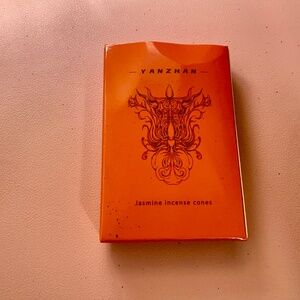 — YANZHAN —
Jasmine incense cones